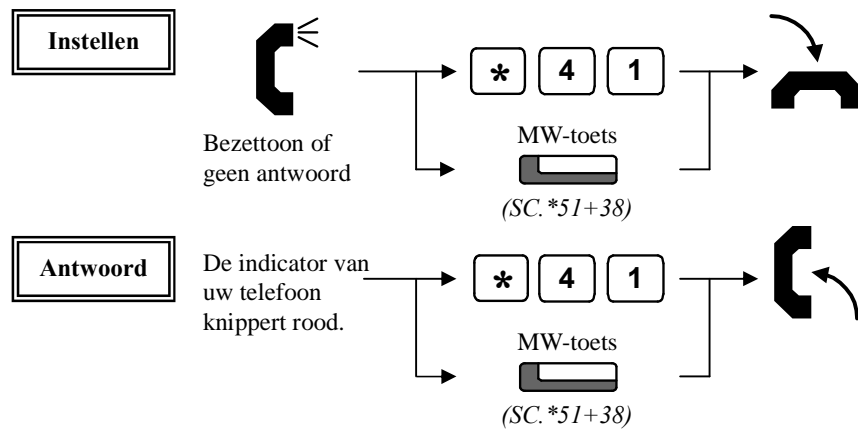 Instellen
* 4 1
Bezettoon of
geen antwoord
MW-toets
(SC.*51+38)
Antwoord
De indicator van
uw telefoon
knippert rood.
* 4 1
MW-toets
(SC.*51+38)